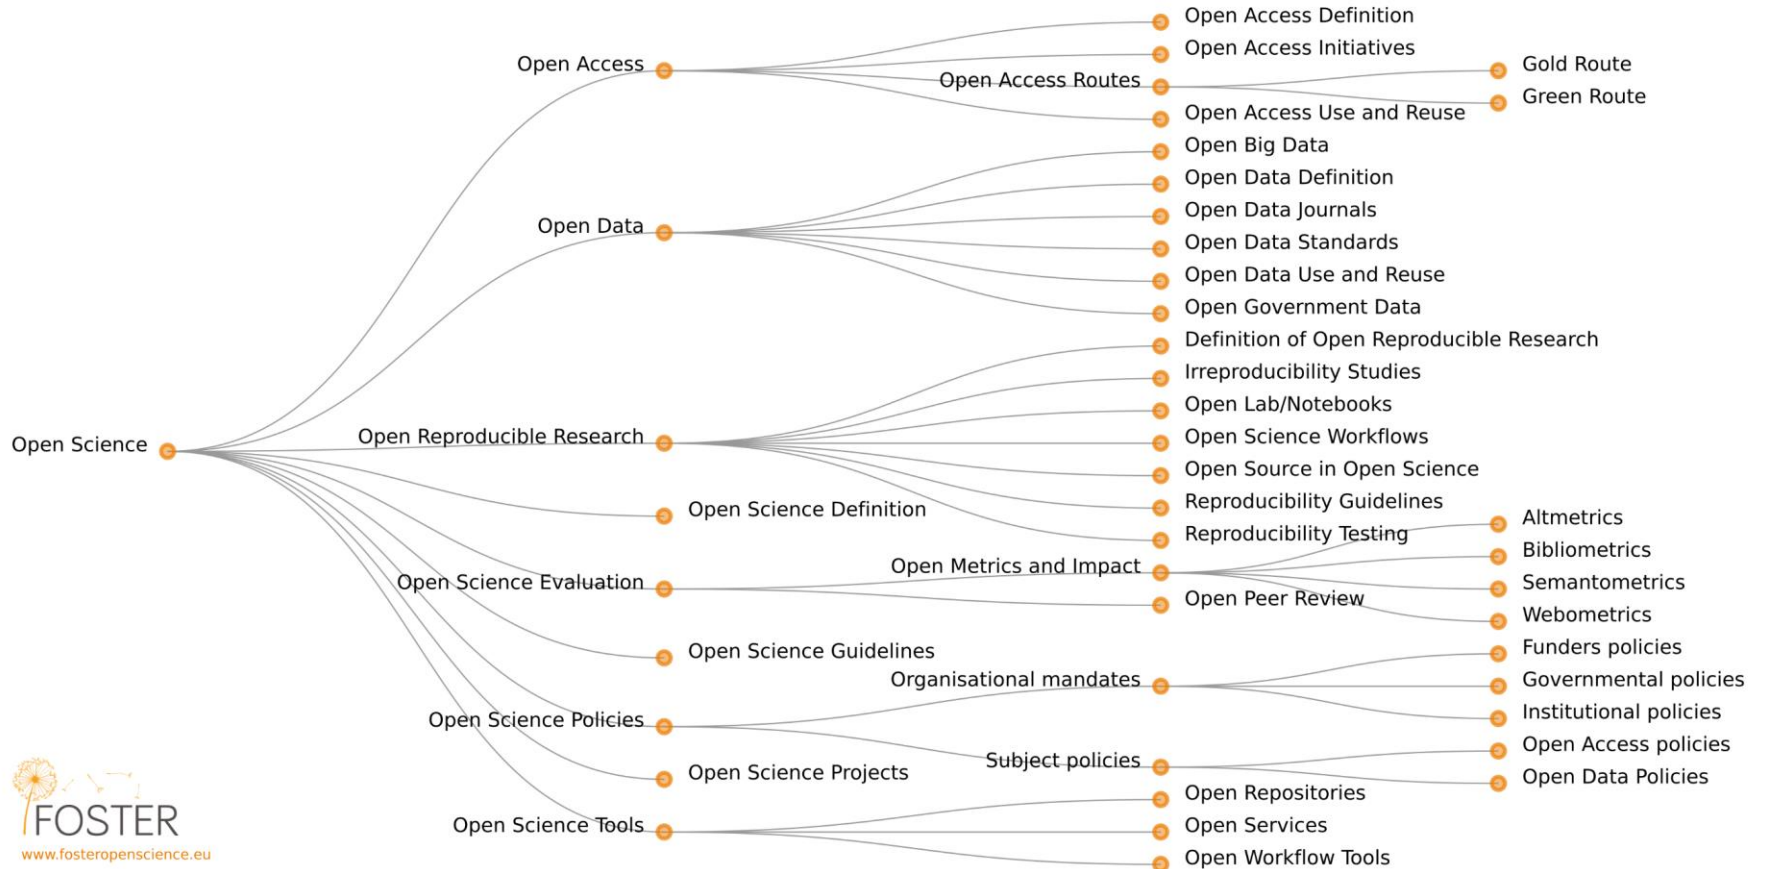 Open Science
Open Access
Open Access Definition
Open Access Initiatives
Open Access Routes
Gold Route
Green Route
Open Access Use and Reuse
Open Data
Open Big Data
Open Data Definition
Open Data Journals
Open Data Standards
Open Data Use and Reuse
Open Government Data
Open Reproducible Research
Definition of Open Reproducible Research
Irreproducibility Studies
Open Lab/Notebooks
Open Science Workflows
Open Source in Open Science
Reproducibility Guidelines
Reproducibility Testing
Open Science Definition
Open Science Evaluation
Open Metrics and Impact
Altmetrics
Bibliometrics
Semantometrics
Webometrics
Open Peer Review
Open Science Guidelines
Open Science Policies
Organisational mandates
Funders policies
Governmental policies
Institutional policies
Subject policies
Open Access policies
Open Data Policies
Open Science Projects
Open Science Tools
Open Repositories
Open Services
Open Workflow Tools
FOSTER
www.fosteropenscience.eu